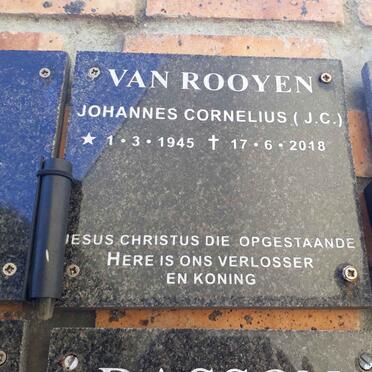 VAN ROOYEN
JOHANNES CORNELIUS ( J.C.)
★ 1 • 3 • 1945 ✝ 17 • 6 • 2018
JESUS CHRISTUS DIE OPGESTAANDE
HERE IS ONS VERLOSSER
EN KONING